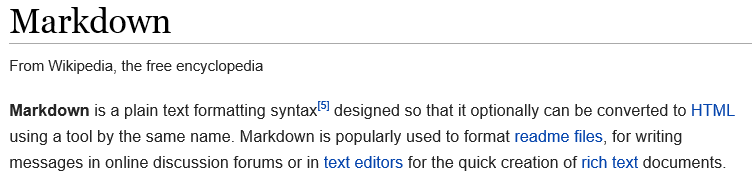 Markdown
From Wikipedia, the free encyclopedia
Markdown is a plain text formatting syntax[5] designed so that it optionally can be converted to HTML
using a tool by the same name. Markdown is popularly used to format readme files, for writing
messages in online discussion forums or in text editors for the quick creation of rich text documents.